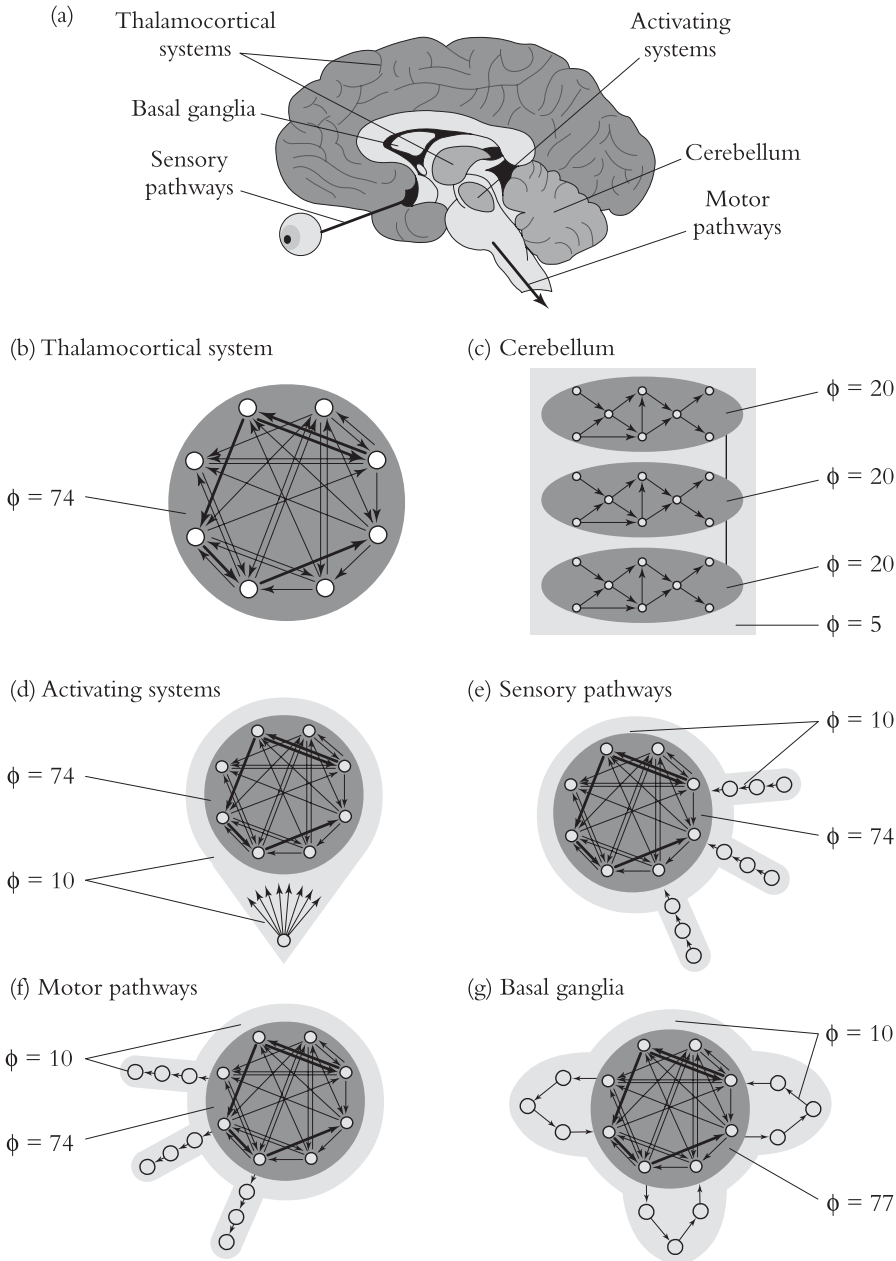 (a)
Thalamocortical
systems
Activating
systems
Basal ganglia
Sensory
pathways
Cerebellum
Motor
pathways
(b) Thalamocortical system
ϕ = 74
(c) Cerebellum
ϕ = 20
ϕ = 20
ϕ = 20
ϕ = 5
(d) Activating systems
ϕ = 74
ϕ = 10
(e) Sensory pathways
ϕ = 10
ϕ = 74
(f) Motor pathways
ϕ = 10
ϕ = 74
(g) Basal ganglia
ϕ = 10
ϕ = 77